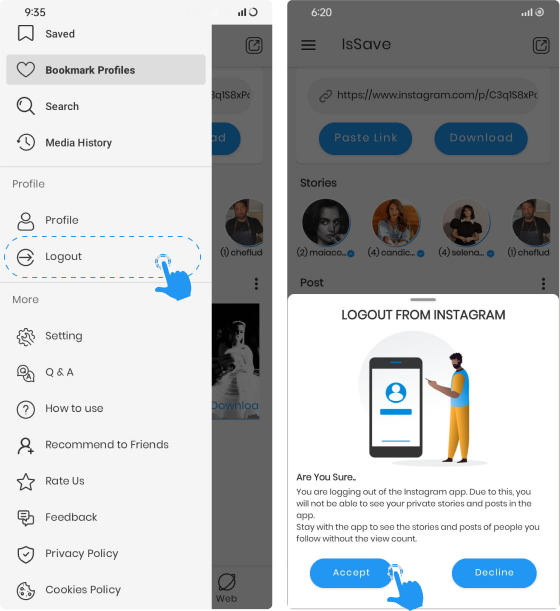 9:35
Saved
Bookmark Profiles
Search
Media History
Profile
Profile
Logout
More
Setting
Q & A
How to use
Recommend to Friends
Rate Us
Feedback
Privacy Policy
Cookies Policy
3q1S8xPc
ad
(1) cheflud
Downloa
Web
6:20
IsSave
https://www.instagram.com/p/C3q1S8xPc
Paste Link
Download
Stories
(2) maiaco...
(4) candic...
(4) selena...
(1) cheflud
Post
LOGOUT FROM INSTAGRAM
Are You Sure..
You are logging out of the Instagram app. Due to this, you
will not be able to see your private stories and posts in the
app.
Stay with the app to see the stories and posts of people you
follow without the view count.
Accept
Decline